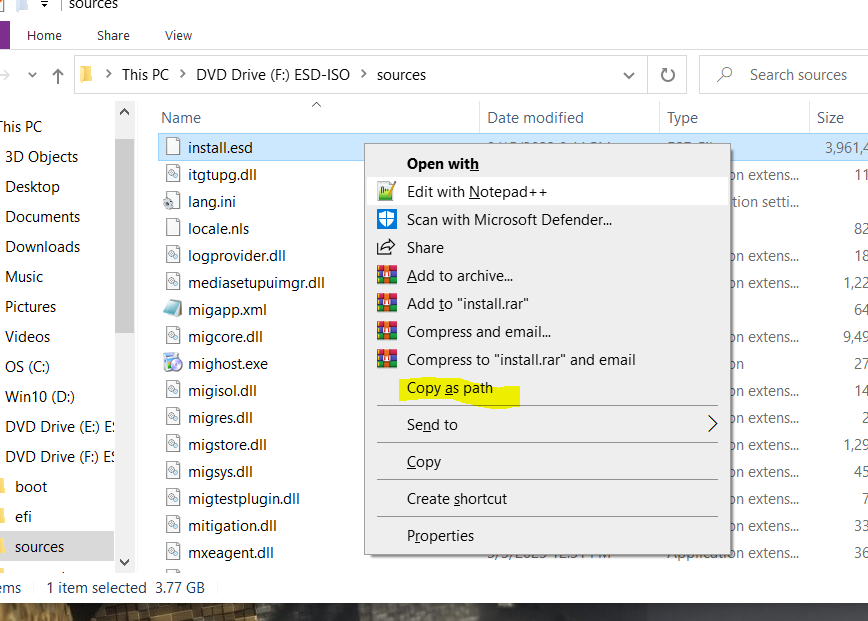 sources
Home Share View
This PC > DVD Drive (F:) ESD-ISO > sources
Search sources
Name Date modified Type Size
This PC
3D Objects
Desktop
Documents
Downloads
Music
Pictures
Videos
OS (C:)
Win10 (D:)
DVD Drive (E:) ES
DVD Drive (F:) ES
boot
efi
sources
install.esd 3,961,4
itgtupg.dll on extens... 11
lang.ini tion setti...
locale.nls 82
logprovider.dll on extens... 18
mediasetupuimgr.dll on extens... 1,22
migapp.xml 64
migcore.dll on extens... 9,49
mighost.exe on 27
migisol.dll on extens... 14
migres.dll on extens... 2
migstore.dll on extens... 1,29
migsys.dll on extens... 45
migtestplugin.dll on extens... 7
mitigation.dll on extens... 33
mxeagent.dll Application extens... 36
Open with
Edit with Notepad++
Scan with Microsoft Defender...
Share
Add to archive...
Add to "install.rar"
Compress and email...
Compress to "install.rar" and email
Copy as path
Send to
Copy
Create shortcut
Properties
ems 1 item selected 3.77 GB